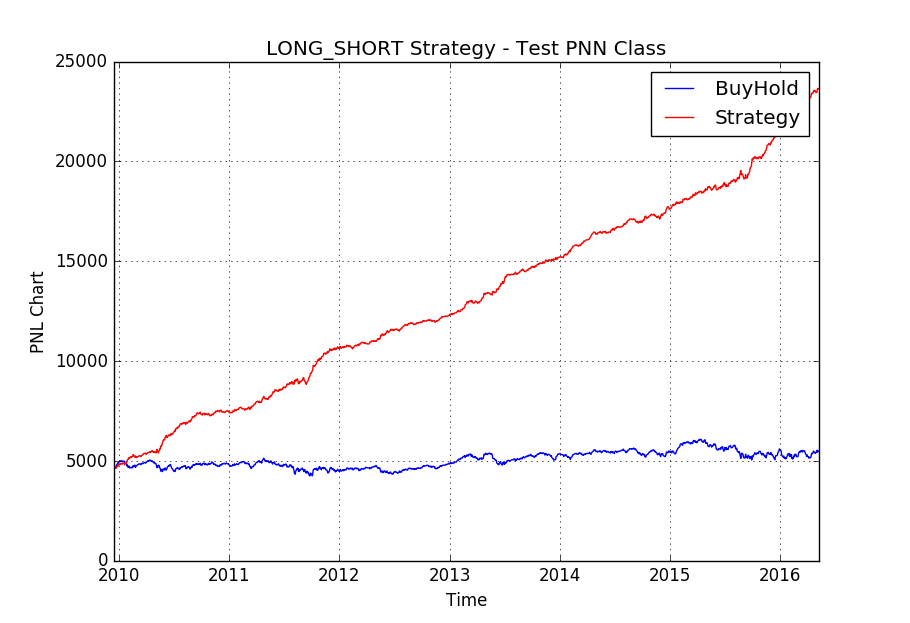 LONG_SHORT Strategy - Test PNN Class
25000
BuyHold
Strategy
20000
15000
PNL Chart
10000
5000
0
2010 2011 2012 2013 2014 2015 2016
Time